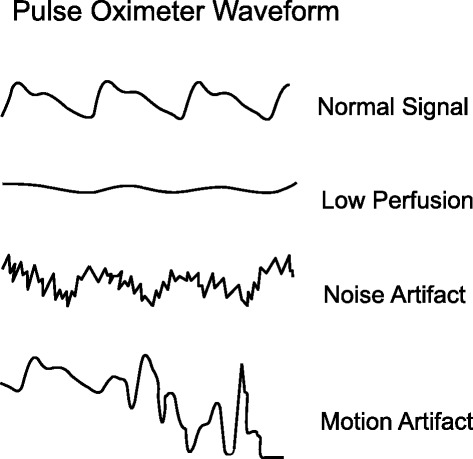 Pulse Oximeter Waveform
Normal Signal
Low Perfusion
Noise Artifact
Motion Artifact